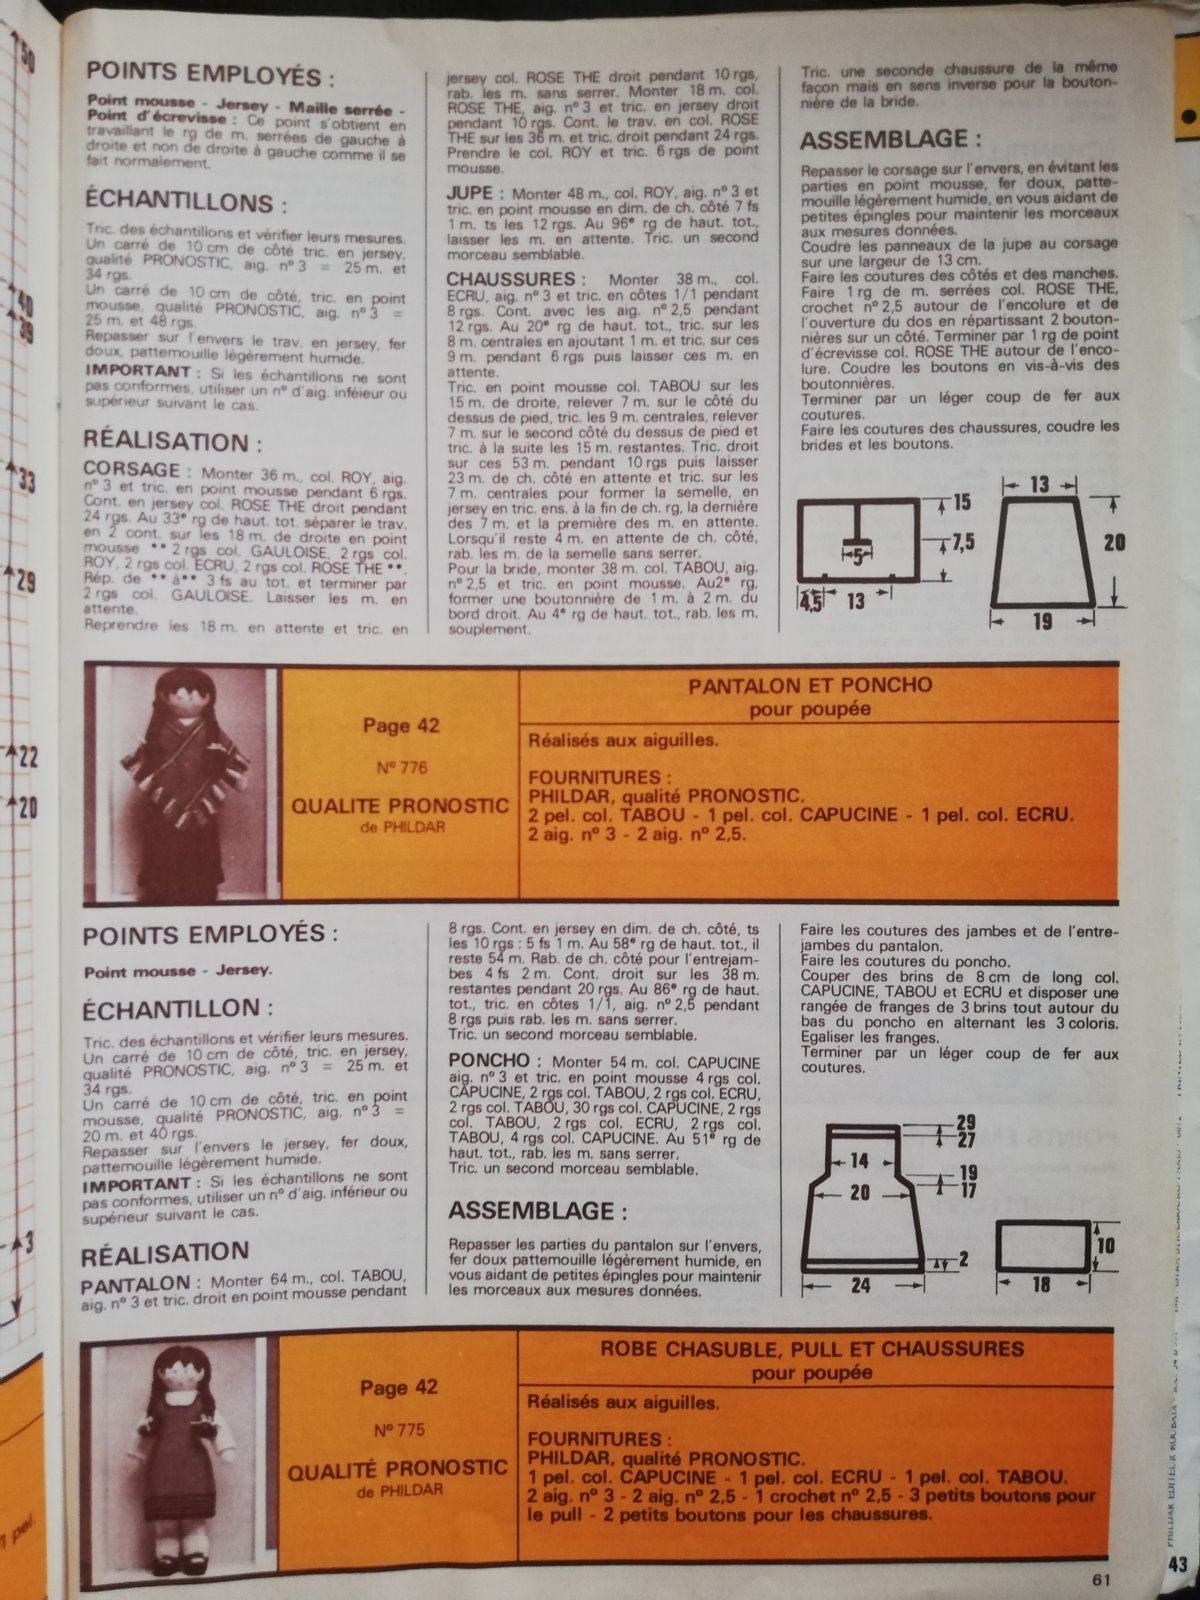 POINTS EMPLOYÉS :
Point mousse - Jersey - Maille serrée -
Point d'écrevisse : Ce point s'obtient en
travaillant le rg de m. serrées de gauche à
droite et non de droite à gauche comme il se
fait normalement.
ÉCHANTILLONS :
Tric. des échantillons et vérifier leurs mesures.
Un carré de 10 cm de côté tric. en jersey,
qualité PRONOSTIC, aig. n° 3 = 25 m. et
34 rgs.
Un carré de 10 cm de côté, tric. en point
mousse, qualité PRONOSTIC, aig. n° 3 =
25 m. et 48 rgs.
Repasser sur l'envers le trav. en jersey, fer
doux, pattemouille légèrement humide.
IMPORTANT : Si les échantillons ne sont
pas conformes, utiliser un n° d'aig. inféieur ou
supérieur suivant le cas.
RÉALISATION :
CORSAGE : Monter 36 m., col. ROY, aig.
n° 3 et tric. en point mousse pendant 6 rgs.
Cont. en jersey col. ROSE THE droit pendant
24 rgs. Au 33e rg de haut. tot. séparer le trav.
en 2 cont. sur les 18 m. de droite en point
mousse ** 2 rgs col. GAULOISE, 2 rgs col.
ROY, 2 rgs col. ECRU, 2 rgs col. ROSE THE **.
Rép. de ** à** 3 fs au tot. et terminer par
2 rgs col. GAULOISE. Laisser les m. en
attente.
Reprendre les 18 m. en attente et tric. en
jersey col. ROSE THE droit pendant 10 rgs,
rab. les m. sans serrer. Monter 18 m. col.
ROSE THE, aig. n° 3 et tric. en jersey droit
pendant 10 rgs. Cont. le trav. en col. ROSE
THE sur les 36 m. et tric. droit pendant 24 rgs.
Prendre le col. ROY et tric. 6 rgs de point
mousse.
JUPE : Monter 48 m., col. ROY, aig. n° 3 et
tric. en point mousse en dim. de ch. côté 7 fs
1 m. ts les 12 rgs. Au 96e rg de haut. tot.,
laisser les m. en attente. Tric. un second
morceau semblable.
CHAUSSURES : Monter 38 m., col.
ECRU, aig. n° 3 et tric. en côtes 1/1 pendant
8 rgs. Cont. avec les aig. n° 2,5 pendant
12 rgs. Au 20e rg de haut. tot., tric. sur les
8 m. centrales en ajoutant 1 m. et tric. sur ces
9 m. pendant 6 rgs puis laisser ces m. en
attente.
Tric. en point mousse col. TABOU sur les
15 m. de droite, relever 7 m. sur le côté du
dessus de pied, tric. les 9 m. centrales, relever
7 m. sur le second côté du dessus de pied et
tric. à la suite les 15 m. restantes. Tric. droit
sur ces 53 m. pendant 10 rgs puis laisser
23 m. de ch. côté en attente et tric. sur les
7 m. centrales pour former la semelle, en
jersey en tric. ens. à la fin de ch. rg, la dernière
des 7 m. et la première des m. en attente.
Lorsqu'il reste 4 m. en attente de ch. côté,
rab. les m. de la semelle sans serrer.
Pour la bride, monter 38 m. col. TABOU, aig.
n° 2,5 et tric. en point mousse. Au2e rg,
former une boutonnière de 1 m. à 2 m. du
bord droit. Au 4e rg de haut. tot., rab. les m.
souplement.
Tric. une seconde chaussure de la même
façon mais en sens inverse pour la bouton-
nière de la bride.
ASSEMBLAGE :
Repasser le corsage sur l'envers, en évitant les
parties en point mousse, fer doux, patte-
mouille légèrement humide, en vous aidant de
petites épingles pour maintenir les morceaux
aux mesures données.
Coudre les panneaux de la jupe au corsage
sur une largeur de 13 cm.
Faire les coutures des côtés et des manches.
Faire 1 rg de m. serrées col. ROSE THE,
crochet n° 2,5 autour de l'encolure et de
l'ouverture du dos en répartissant 2 bouton-
nières sur un côté. Terminer par 1 rg de point
d'écrevisse col. ROSE THE autour de l'enco-
lure. Coudre les boutons en vis-à-vis des
boutonnières.
Terminer par un léger coup de fer aux
coutures.
Faire les coutures des chaussures, coudre les
brides et les boutons.
15
7,5
5
4,5
13
13
20
19
50
40
39
33
29
22
20
3
Page 42
N° 776
QUALITE PRONOSTIC
de PHILDAR
PANTALON ET PONCHO
pour poupée
Réalisés aux aiguilles.
FOURNITURES :
PHILDAR, qualité PRONOSTIC.
2 pel. col. TABOU - 1 pel. col. CAPUCINE - 1 pel. col. ECRU.
2 aig. n° 3 - 2 aig. n° 2,5.
POINTS EMPLOYÉS :
Point mousse - Jersey.
ÉCHANTILLON :
Tric. des échantillons et vérifier leurs mesures.
Un carré de 10 cm de côté, tric. en jersey,
qualité PRONOSTIC, aig. n° 3 = 25 m. et
34 rgs.
Un carré de 10 cm de côté, tric. en point
mousse, qualité PRONOSTIC, aig. n° 3 =
20 m. et 40 rgs.
Repasser sur l'envers le jersey, fer doux,
pattemouille légèrement humide.
IMPORTANT : Si les échantillons ne sont
pas conformes, utiliser un n° d'aig. inférieur ou
supérieur suivant le cas.
RÉALISATION
PANTALON : Monter 64 m., col. TABOU,
aig. n° 3 et tric. droit en point mousse pendant
8 rgs. Cont. en jersey en dim. de ch. côté, ts
les 10 rgs : 5 fs 1 m. Au 58e rg de haut. tot., il
reste 54 m. Rab. de ch. côté pour l'entrejam-
bes 4 fs 2 m. Cont. droit sur les 38 m.
restantes pendant 20 rgs. Au 86e rg de haut.
tot., tric. en côtes 1/1, aig. n° 2,5 pendant
8 rgs puis rab. les m. sans serrer.
Tric. un second morceau semblable.
PONCHO : Monter 54 m. col. CAPUCINE
aig. n° 3 et tric. en point mousse 4 rgs col.
CAPUCINE, 2 rgs col. TABOU, 2 rgs col. ECRU,
2 rgs col. TABOU, 30 rgs col. CAPUCINE, 2 rgs
col. TABOU, 2 rgs col. ECRU, 2 rgs col.
TABOU, 4 rgs col. CAPUCINE. Au 51e rg de
haut. tot., rab. les m. sans serrer.
Tric. un second morceau semblable.
ASSEMBLAGE :
Repasser les parties du pantalon sur l'envers,
fer doux pattemouille légèrement humide, en
vous aidant de petites épingles pour maintenir
les morceaux aux mesures données.
Faire les coutures des jambes et de l'entre-
jambes du pantalon.
Faire les coutures du poncho.
Couper des brins de 8 cm de long col.
CAPUCINE, TABOU et ECRU et disposer une
rangée de franges de 3 brins tout autour du
bas du poncho en alternant les 3 coloris.
Egaliser les franges.
Terminer par un léger coup de fer aux
coutures.
29
27
14
19
17
20
2
24
10
18
Page 42
N° 775
QUALITÉ PRONOSTIC
de PHILDAR
ROBE CHASUBLE, PULL ET CHAUSSURES
pour poupée
Réalisés aux aiguilles.
FOURNITURES :
PHILDAR, qualité PRONOSTIC.
1 pel. col. CAPUCINE - 1 pel. col. ECRU - 1 pel. col. TABOU.
2 aig. n° 3 - 2 aig. n° 2,5 - 1 crochet n° 2,5 - 3 petits boutons pour
le pull - 2 petits boutons pour les chaussures.
61
pel.
PHILDAR EDITEUR ROUBAIX
43